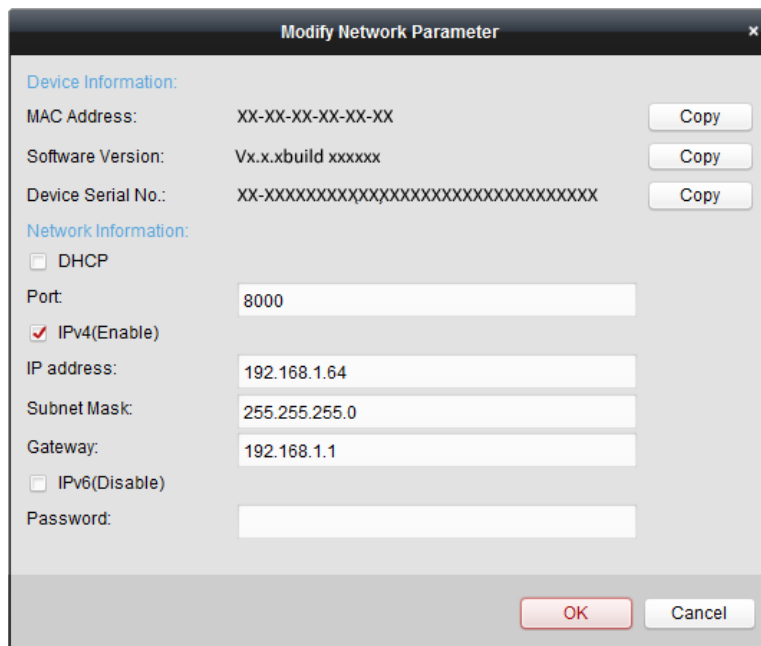 Modify Network Parameter ×
Device Information:
MAC Address: XX-XX-XX-XX-XX-XX Copy
Software Version: Vx.x.xbuild xxxxxx Copy
Device Serial No.: XX-XXXXXXXXXXXXXXXXXXXXXXXXXXXXXXXX Copy
Network Information:
DHCP
Port: 8000
IPv4(Enable)
IP address: 192.168.1.64
Subnet Mask: 255.255.255.0
Gateway: 192.168.1.1
IPv6(Disable)
Password:
OK Cancel